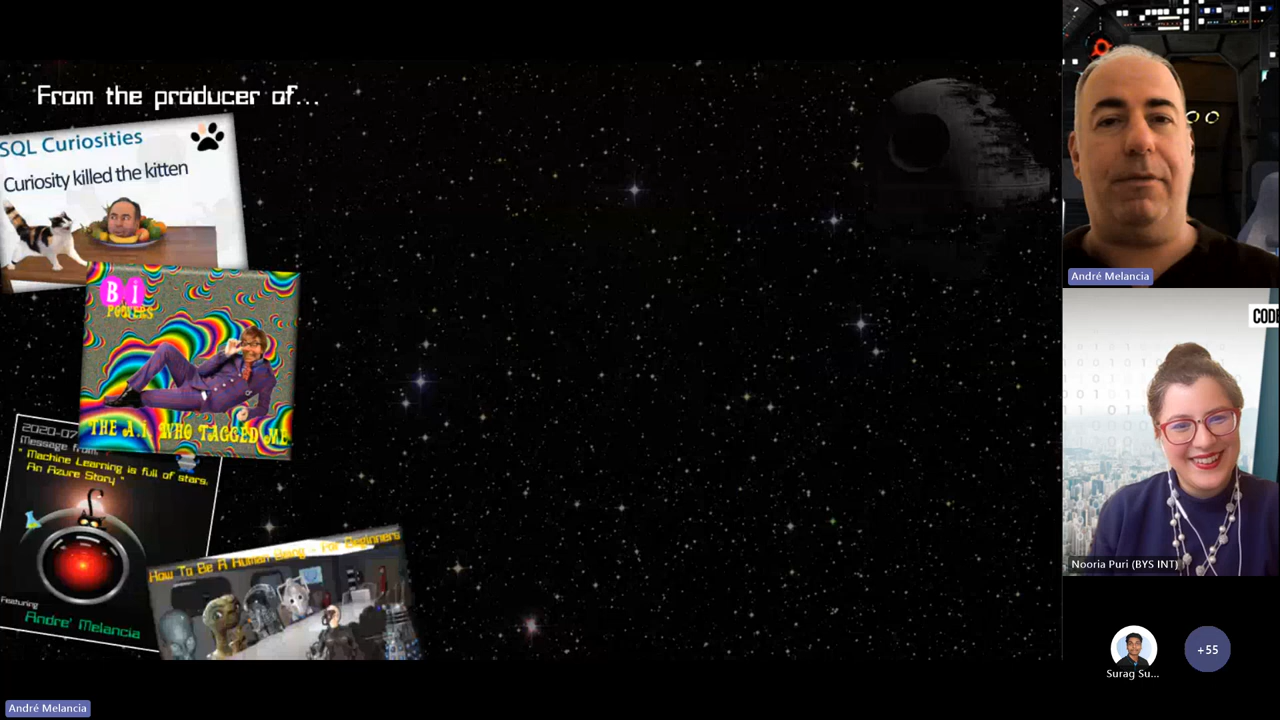 From the producer of...
SQL Curiosities
Curiosity killed the kitten
B i
POWERS
THE A.I. WHO TAGGED ME
2020-07
Message from
" Machine Learning is full of stars:
An Azure Story "
Featuring
Andre' Melancia
How To Be A Human Being - For Beginners
André Melancia
CODE
Nooria Puri (BYS INT)
Surag Su...
+55
André Melancia